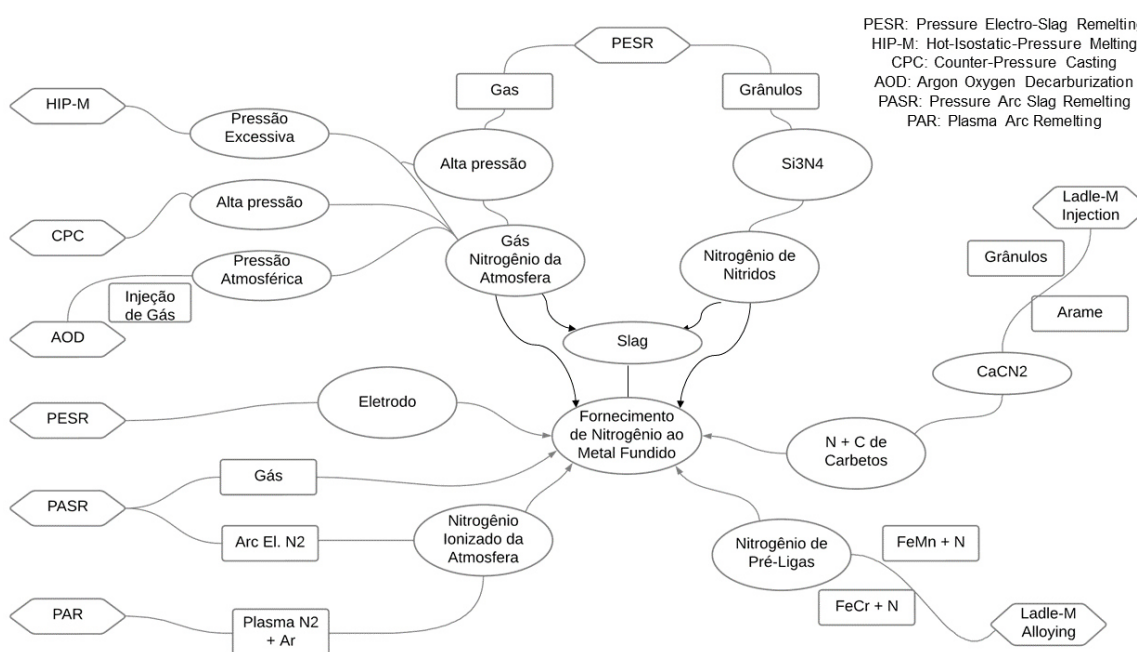 PESR: Pressure Electro-Slag Remelting
HIP-M: Hot-Isostatic-Pressure Melting
CPC: Counter-Pressure Casting
AOD: Argon Oxygen Decarburization
PASR: Pressure Arc Slag Remelting
PAR: Plasma Arc Remelting
PESR
Gas
Grânulos
HIP-M
Pressão
Excessiva
Alta pressão
Si3N4
Alta pressão
CPC
Ladle-M
Injection
Gás
Nitrogênio da
Atmosfera
Nitrogênio de
Nitridos
Grânulos
Pressão
Atmosférica
Injeção
de Gás
Arame
AOD
Slag
CaCN2
Eletrodo
PESR
Fornecimento
de Nitrogênio ao
Metal Fundido
N + C de
Carbetos
Gás
PASR
Arc El. N2
Nitrogênio
Ionizado da
Atmosfera
Nitrogênio de
Pré-Ligas
FeMn + N
FeCr + N
PAR
Plasma N2
+ Ar
Ladle-M
Alloying